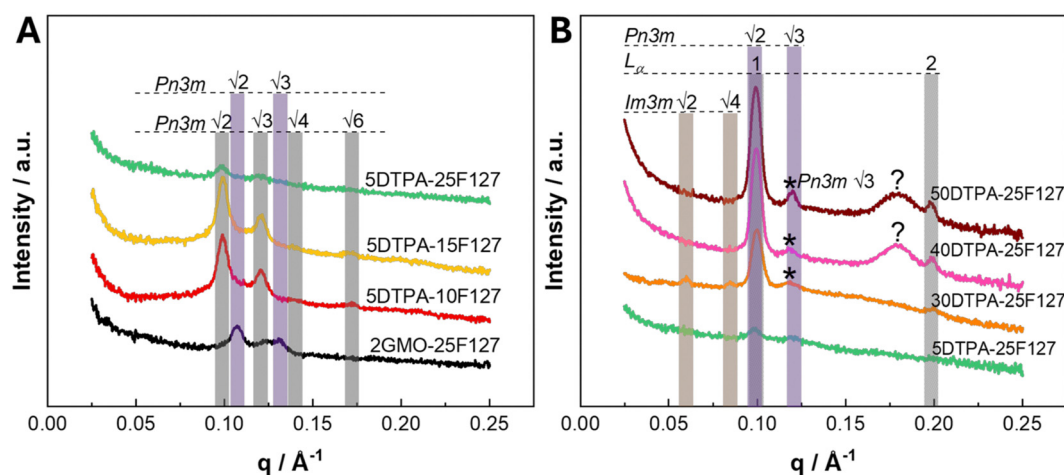 A
Pn3m √2 √3
Pn3m √2 √3 √4 √6
5DTPA-25F127
5DTPA-15F127
5DTPA-10F127
2GMO-25F127
Intensity / a.u.
0.00 0.05 0.10 0.15 0.20 0.25
q / Å-1
B
Pn3m √2 √3
Lα 1 2
Im3m √2 √4
*Pn3m √3
?
50DTPA-25F127
*
?
40DTPA-25F127
*
30DTPA-25F127
5DTPA-25F127
Intensity / a.u.
0.00 0.05 0.10 0.15 0.20 0.25
q / Å-1